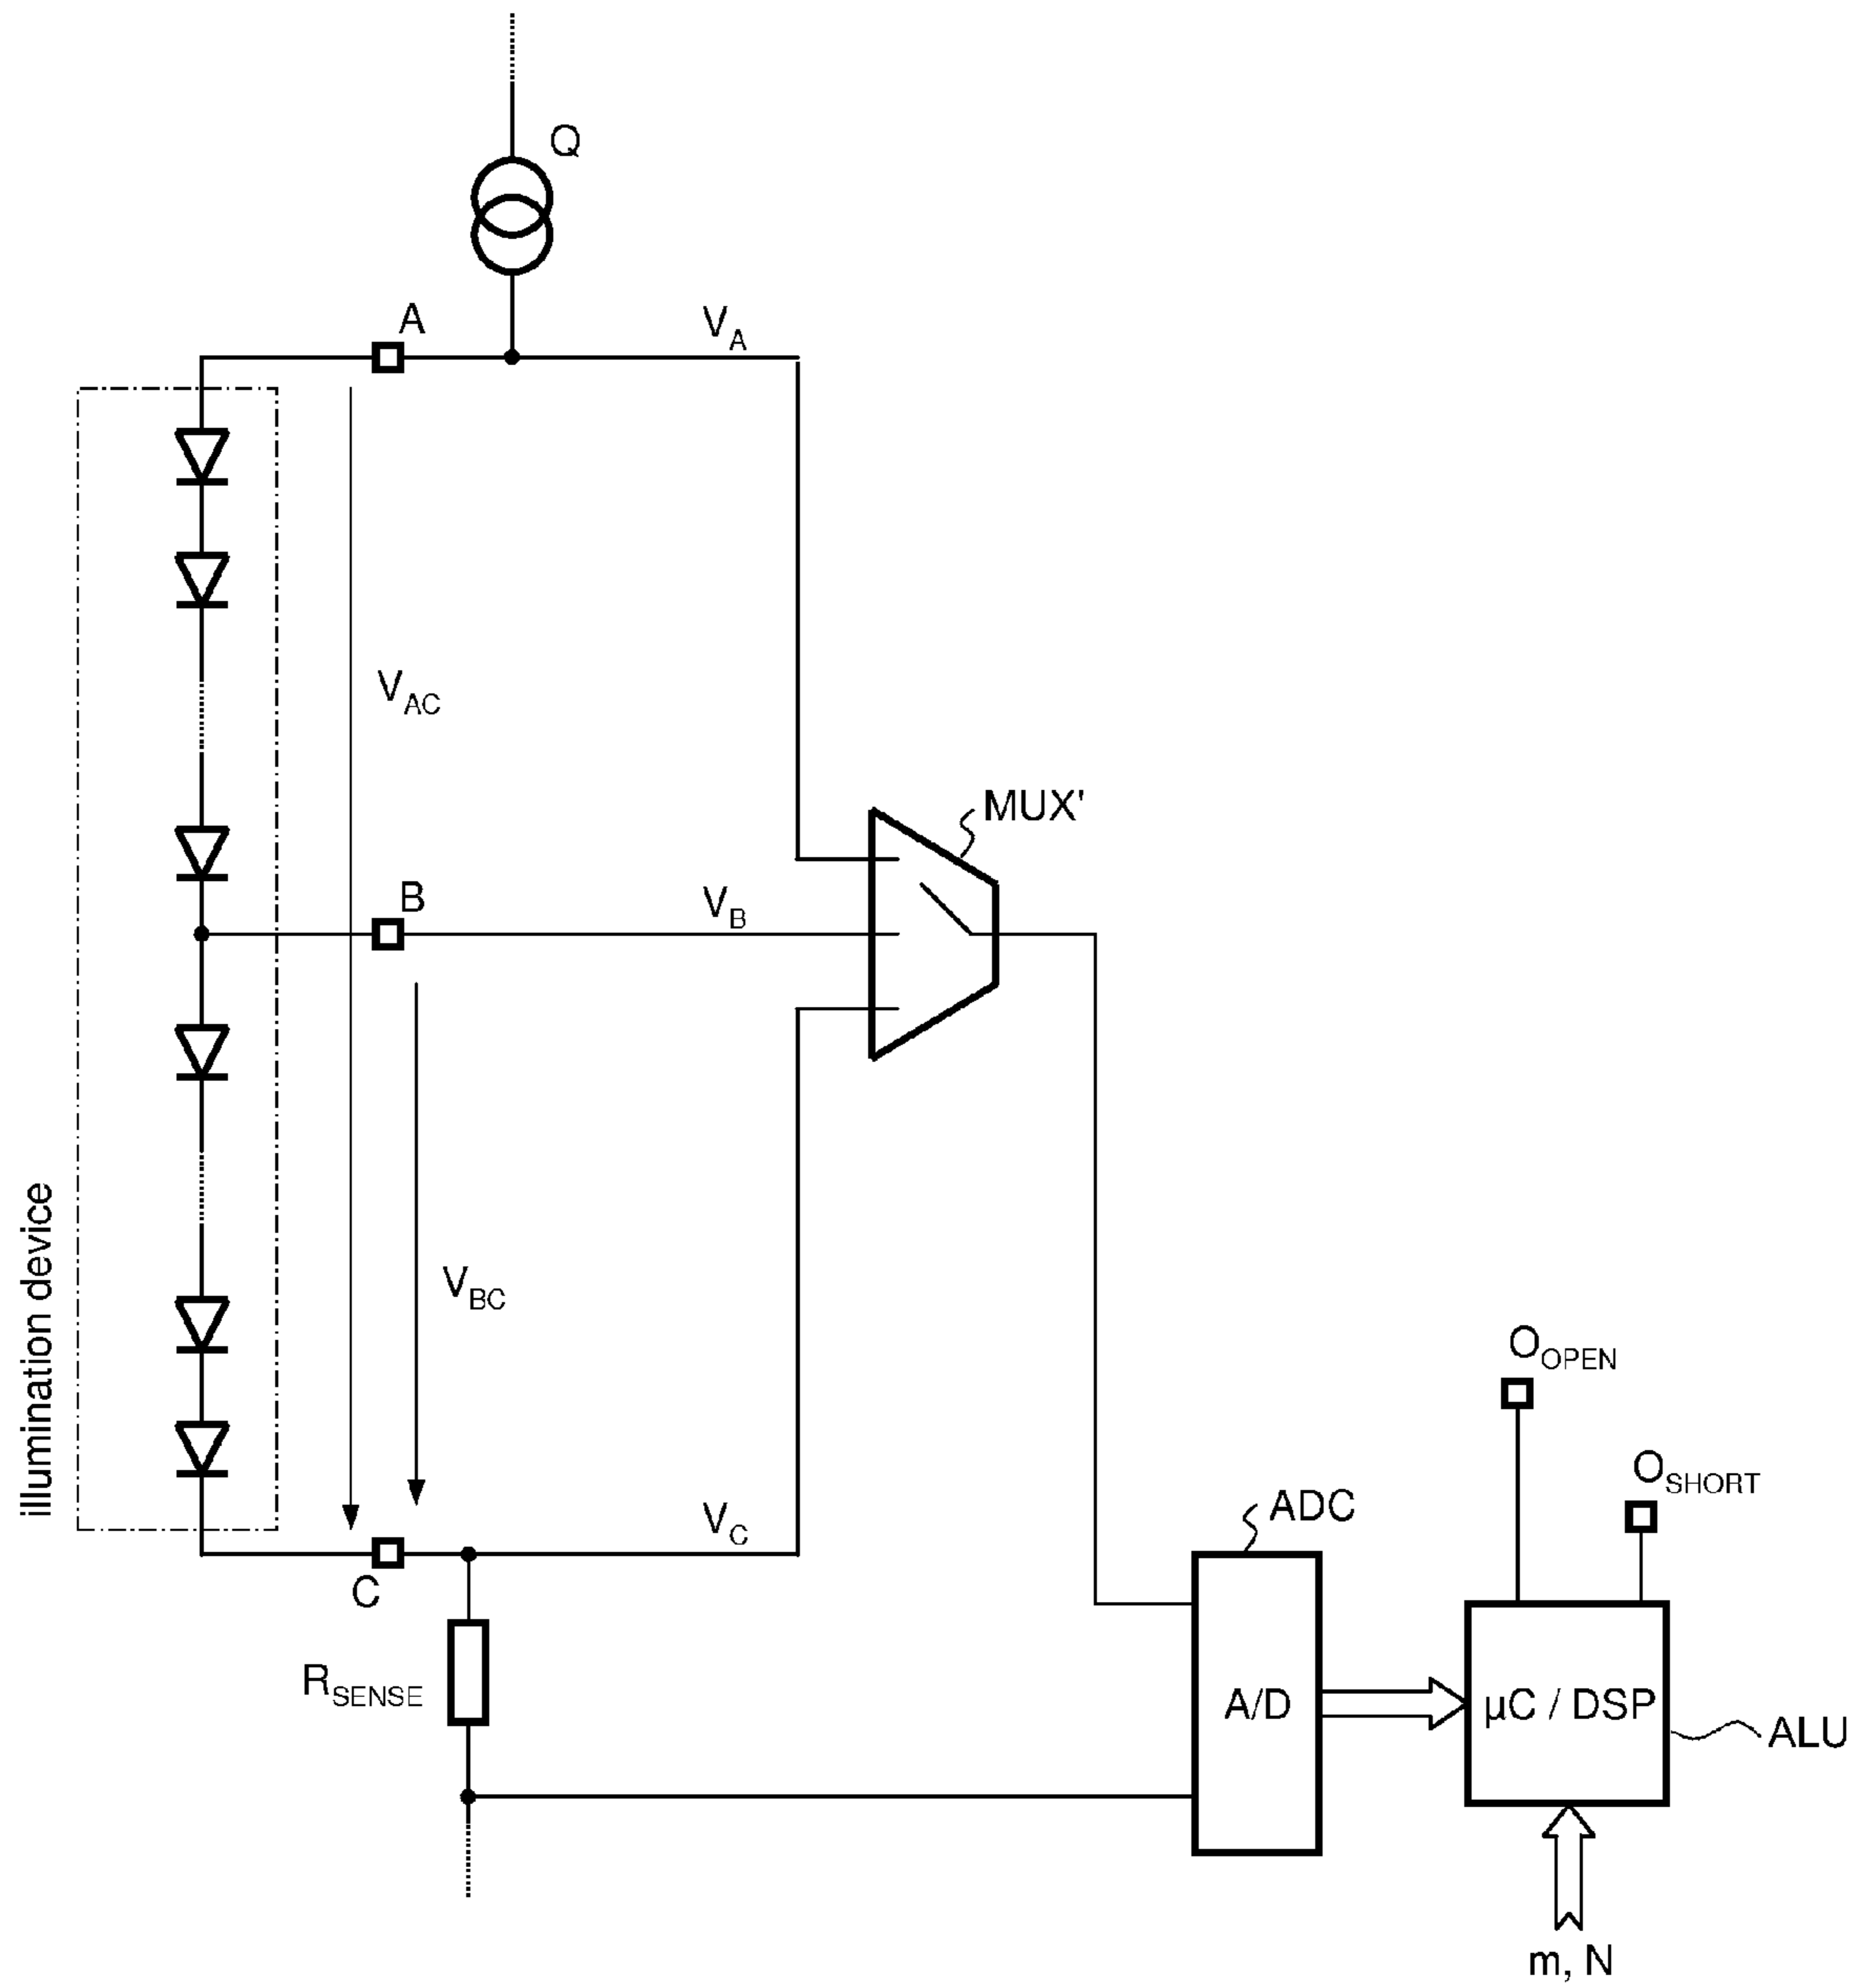 Q
A
V_A
V_AC
MUX'
B
V_B
V_BC
illumination device
O_OPEN
O_SHORT
V_C
ADC
C
R_SENSE
A/D
µC / DSP
ALU
m, N